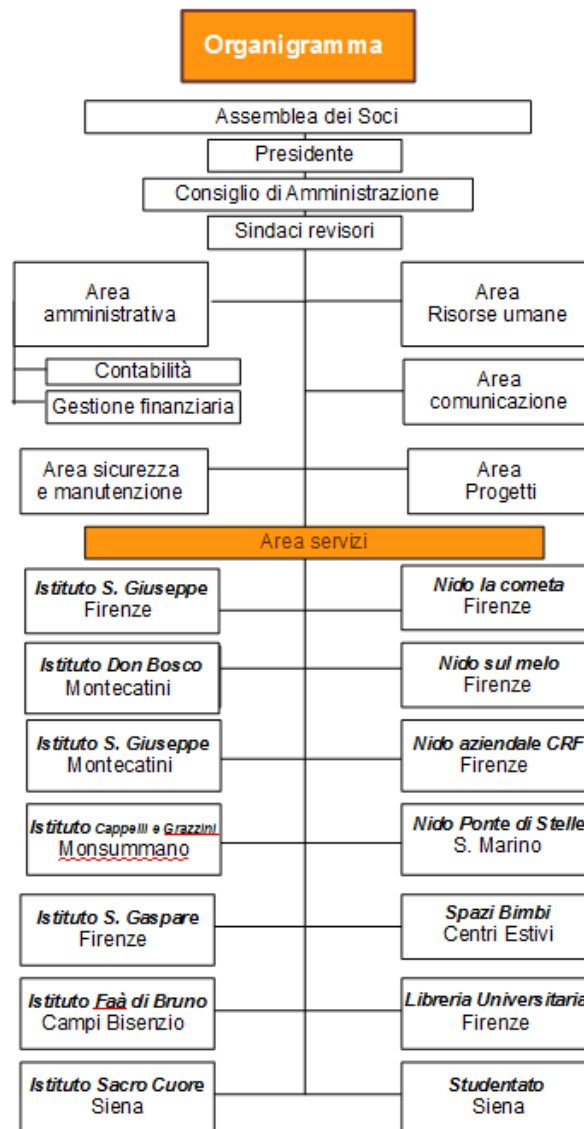 Organigramma
Assemblea dei Soci
Presidente
Consiglio di Amministrazione
Sindaci revisori
Area
amministrativa
Area
Risorse umane
Contabilità
Gestione finanziaria
Area
comunicazione
Area sicurezza
e manutenzione
Area
Progetti
Area servizi
Istituto S. Giuseppe
Firenze
Nido la cometa
Firenze
Istituto Don Bosco
Montecatini
Nido sul melo
Firenze
Istituto S. Giuseppe
Montecatini
Nido aziendale CRF
Firenze
Istituto Cappelli e Grazzini
Monsummano
Nido Ponte di Stelle
S. Marino
Istituto S. Gaspare
Firenze
Spazi Bimbi
Centri Estivi
Istituto Faà di Bruno
Campi Bisenzio
Libreria Universitaria
Firenze
Istituto Sacro Cuore
Siena
Studentato
Siena